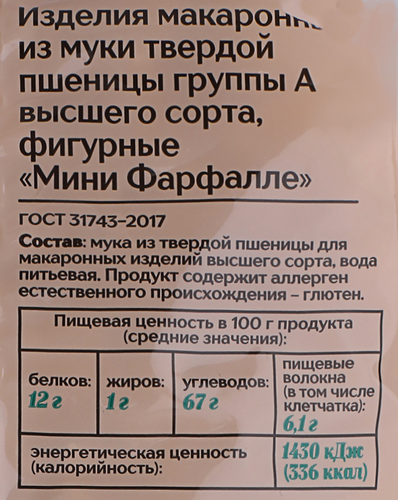 Изделия макаронн
из муки твердой
пшеницы группы А
высшего сорта,
фигурные
«Мини Фарфалле»
ГОСТ 31743-2017
Состав: мука из твердой пшеницы для
макаронных изделий высшего сорта, вода
питьевая. Продукт содержит аллерген
естественного происхождения – глютен.
Пищевая ценность в 100 г продукта
(средние значения):
белков:
12 г
жиров:
1 г
углеводов:
67 г
пищевые
волокна
(в том числе
клетчатка):
6,1 г
энергетическая ценность
(калорийность):
1430 кДж
(336 ккал)